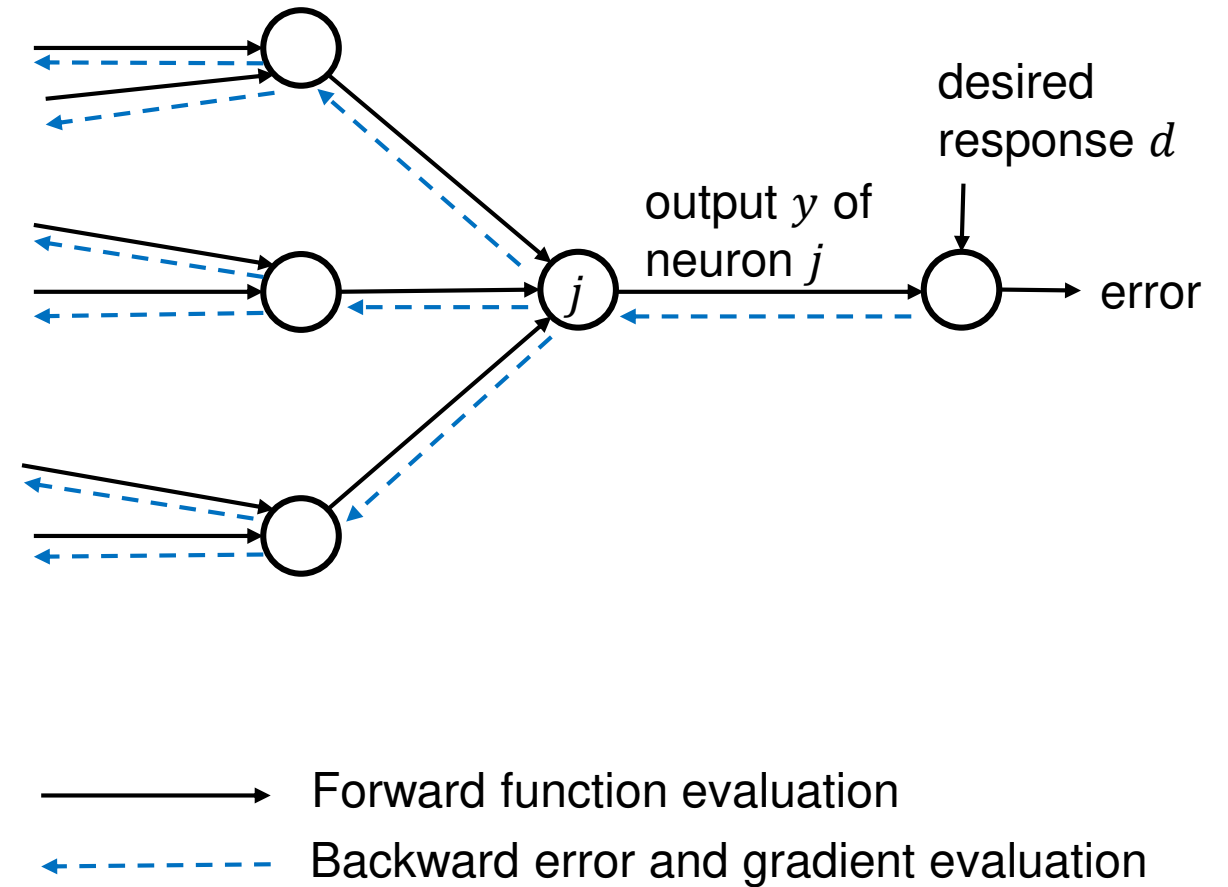 desired
response d
output y of
neuron j
j
error
Forward function evaluation
Backward error and gradient evaluation